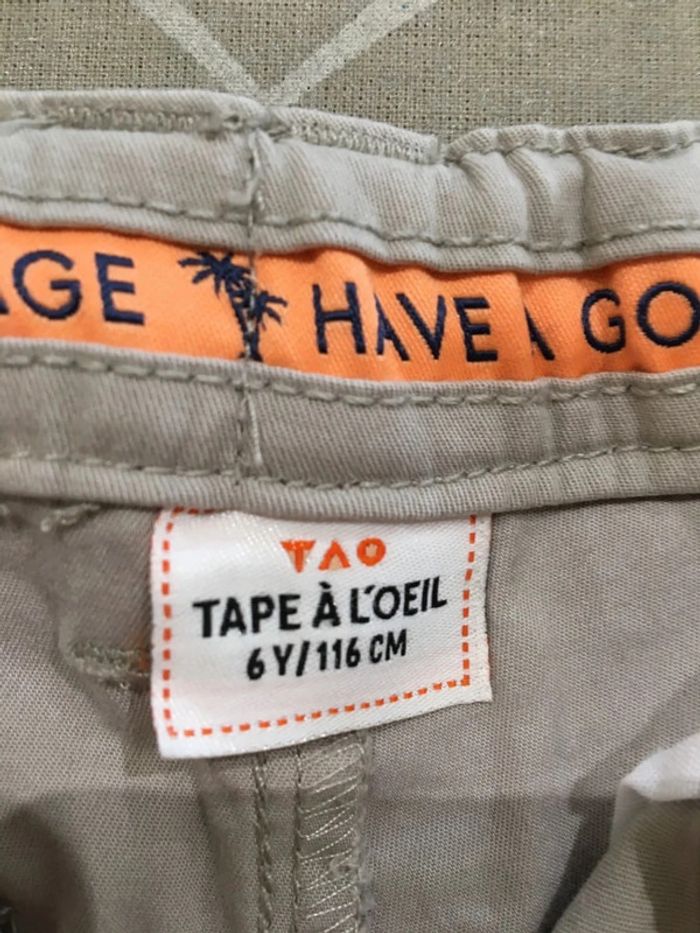 AGE HAVE A GO
TAO
TAPE À L'OEIL
6 Y/116 CM